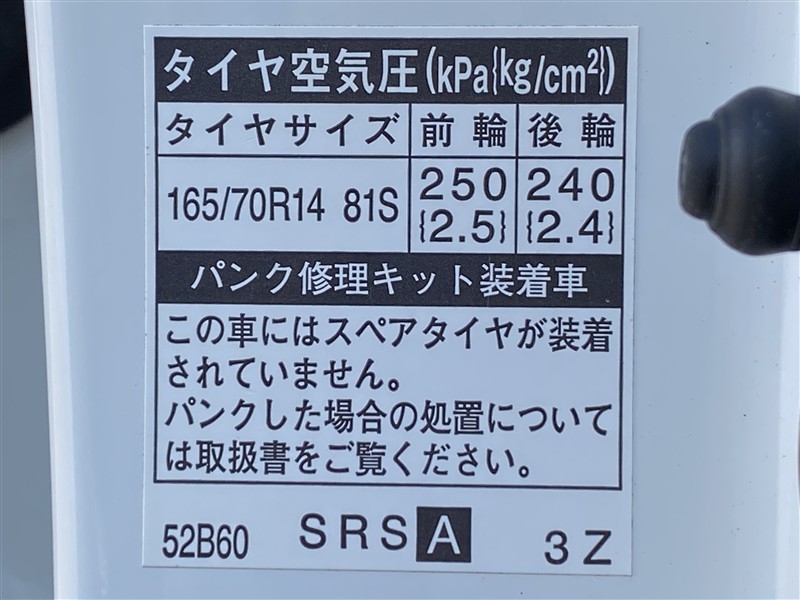 タイヤ空気圧(kPa{kg/cm²})
タイヤサイズ 前輪 後輪
165/70R14 81S 250 240
{2.5} {2.4}
パンク修理キット装着車
この車にはスペアタイヤが装着
されていません。
パンクした場合の処置について
は取扱書をご覧ください。
52B60 SRS A 3Z